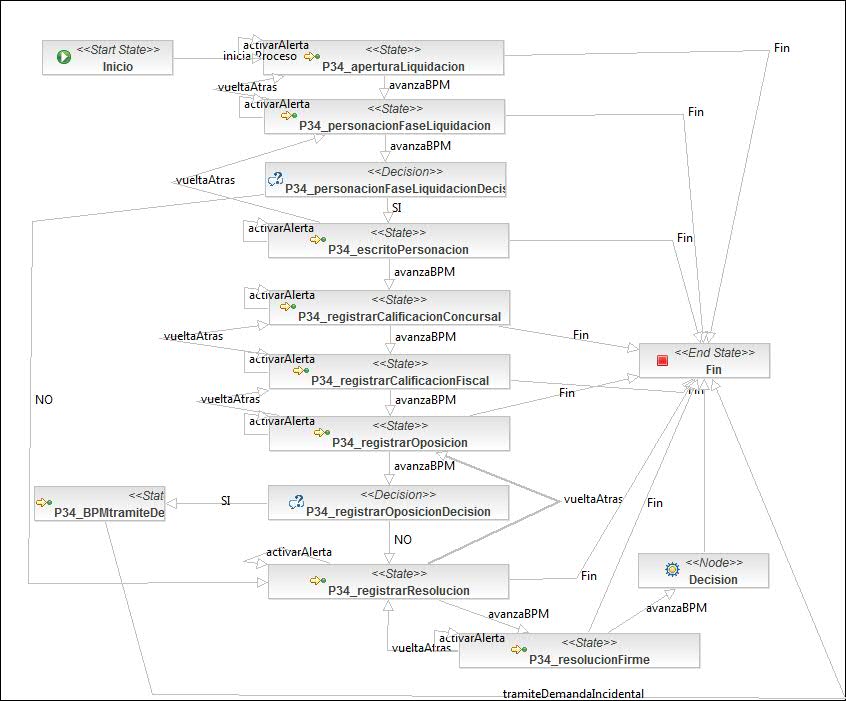 <<Start State>>
Inicio
activarAlerta
iniciarProceso
<<State>>
P34_aperturaLiquidacion
Fin
vueltaAtras
avanzaBPM
activarAlerta
<<State>>
P34_personacionFaseLiquidacion
Fin
avanzaBPM
vueltaAtras
<<Decision>>
P34_personacionFaseLiquidacionDecis
SI
activarAlerta
<<State>>
P34_escritoPersonacion
Fin
avanzaBPM
activarAlerta
<<State>>
P34_registrarCalificacionConcursal
vueltaAtras
avanzaBPM
Fin
<<End State>>
Fin
activarAlerta
<<State>>
P34_registrarCalificacionFiscal
NO
vueltaAtras
avanzaBPM
Fin
Fin
activarAlerta
<<State>>
P34_registrarOposicion
avanzaBPM
<<Stat
P34_BPMtramiteDe
SI
<<Decision>>
P34_registrarOposicionDecision
vueltaAtras
Fin
NO
activarAlerta
<<State>>
P34_registrarResolucion
Fin
<<Node>>
Decision
avanzaBPM
avanzaBPM
vueltaAtras
activarAlerta
<<State>>
P34_resolucionFirme
tramiteDemandaIncidental